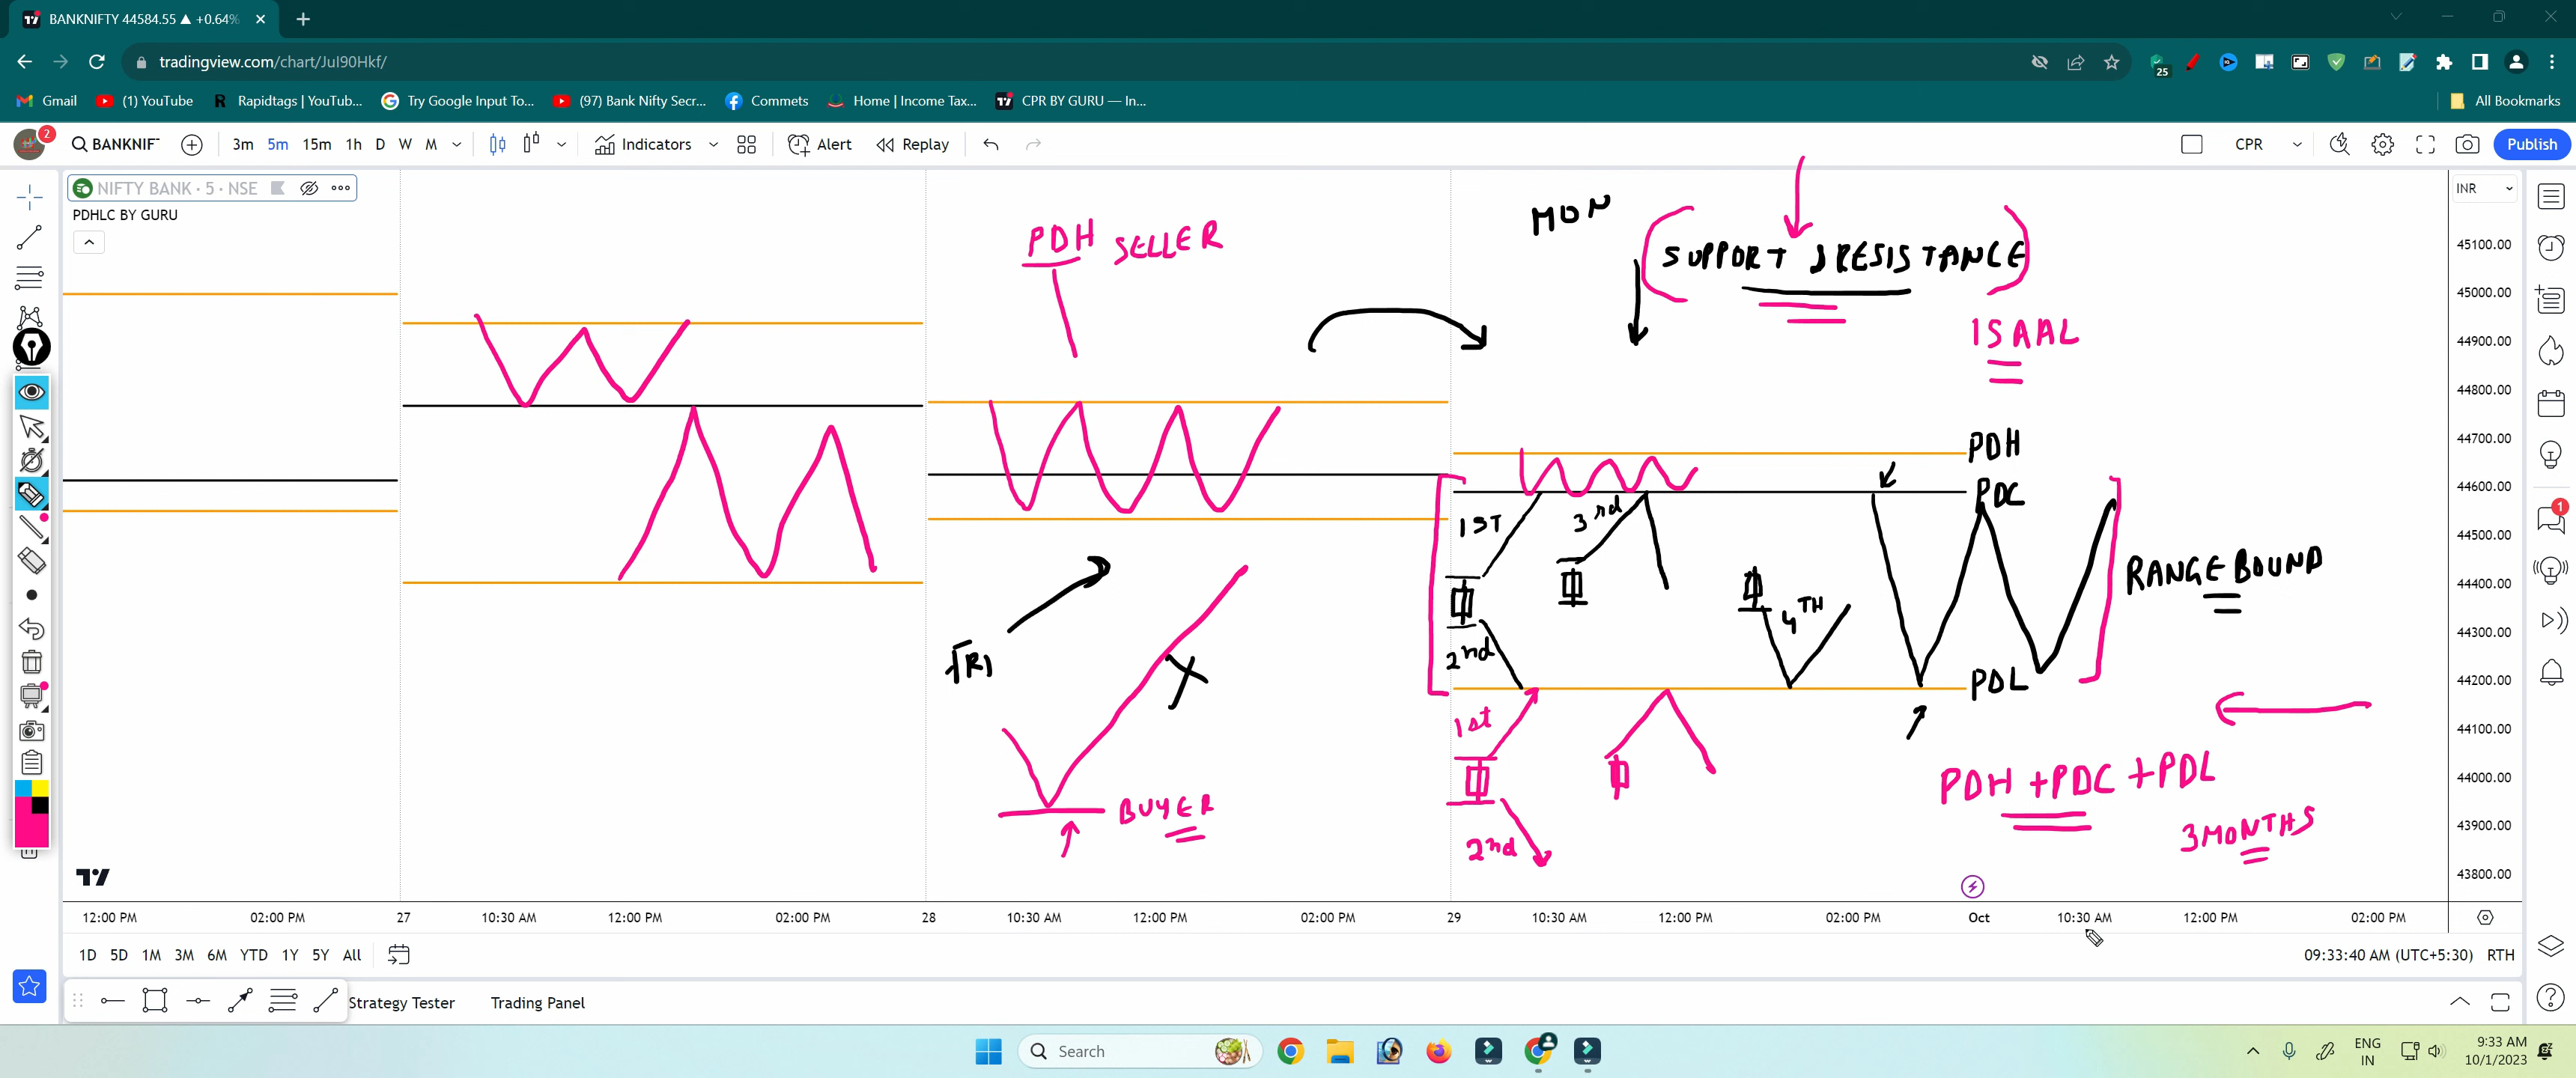 BANKNIFTY 44584.55 ▲ +0.64%
tradingview.com/chart/Jul90Hkf/
25
Gmail
(1) YouTube
Rapidtags | YouTub...
Try Google Input To...
(97) Bank Nifty Secr...
Commets
Home | Income Tax...
CPR BY GURU — In...
All Bookmarks
2
BANKNIF
3m 5m 15m 1h D W M
Indicators
Alert
Replay
CPR
Publish
NIFTY BANK · 5 · NSE
PDHLC BY GURU
INR
MON
PDH SELLER
SUPPORT & RESISTANCE
1 SAAL
PDH
PDC
1ST
3rd
RANGE BOUND
4TH
FRI
2nd
PDL
1st
PDH + PDC + PDL
BUYER
3 MONTHS
2nd
45100.00
45000.00
44900.00
44800.00
44700.00
44600.00
44500.00
44400.00
44300.00
44200.00
44100.00
44000.00
43900.00
43800.00
1
12:00 PM 02:00 PM 27 10:30 AM 12:00 PM 02:00 PM 28 10:30 AM 12:00 PM 02:00 PM 29 10:30 AM 12:00 PM 02:00 PM Oct 10:30 AM 12:00 PM 02:00 PM
1D 5D 1M 3M 6M YTD 1Y 5Y All
09:33:40 AM (UTC+5:30) RTH
Strategy Tester
Trading Panel
Search
ENG
IN
9:33 AM
10/1/2023